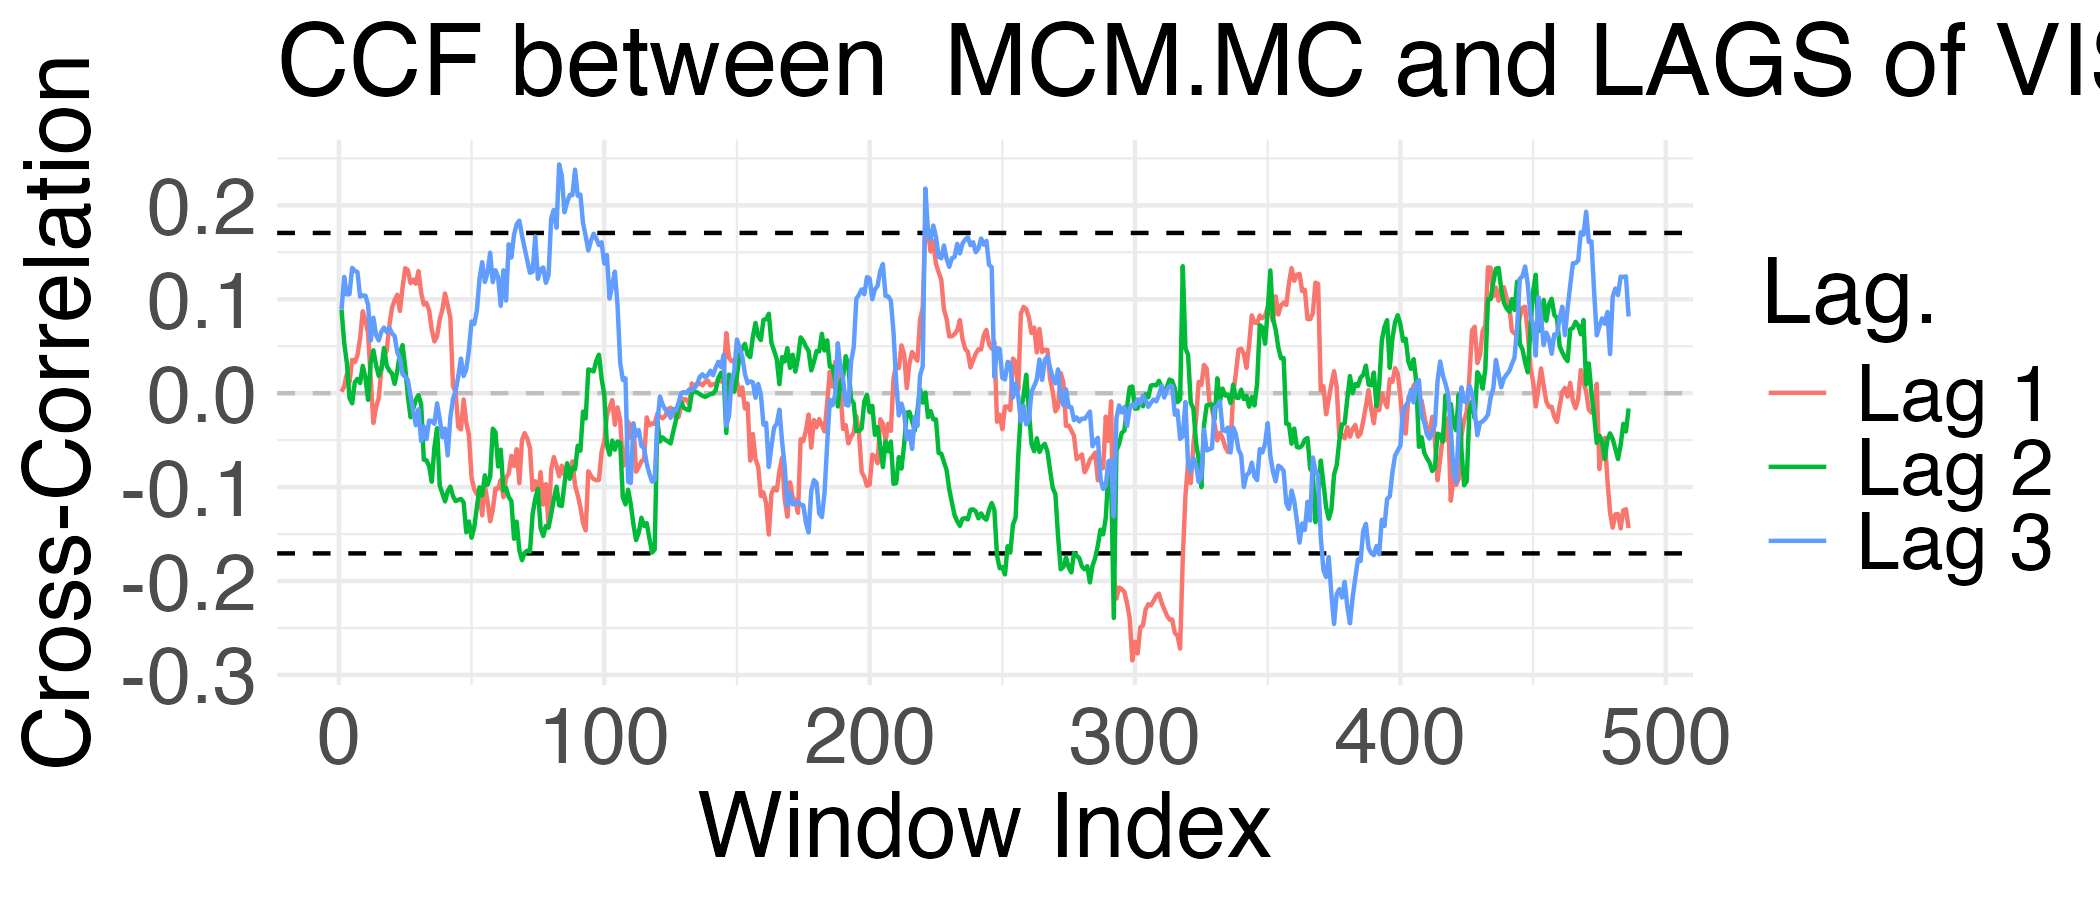 CCF between MCM.MC and LAGS of VIS
Cross-Correlation
0.2
0.1
0.0
-0.1
-0.2
-0.3
0 100 200 300 400 500
Window Index
Lag.
Lag 1
Lag 2
Lag 3